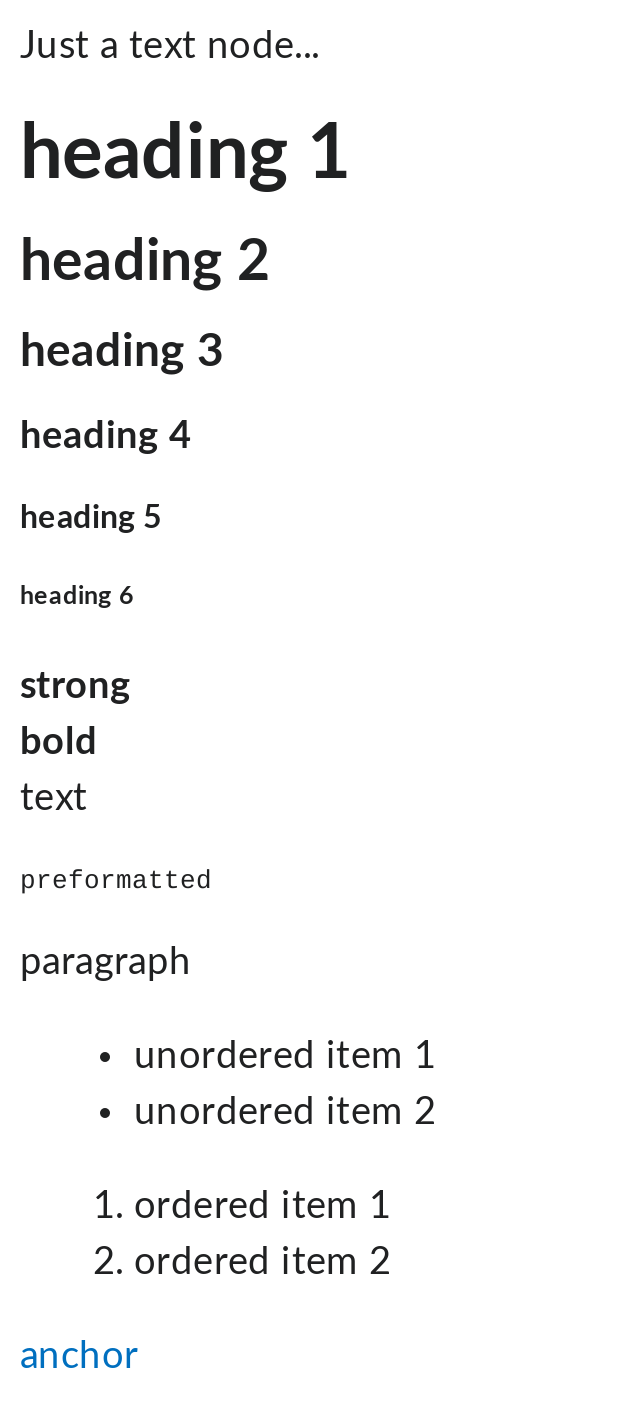 Just a text node...
heading 1
heading 2
heading 3
heading 4
heading 5
heading 6
strong
bold
text
preformatted
paragraph
• unordered item 1
• unordered item 2
1. ordered item 1
2. ordered item 2
anchor